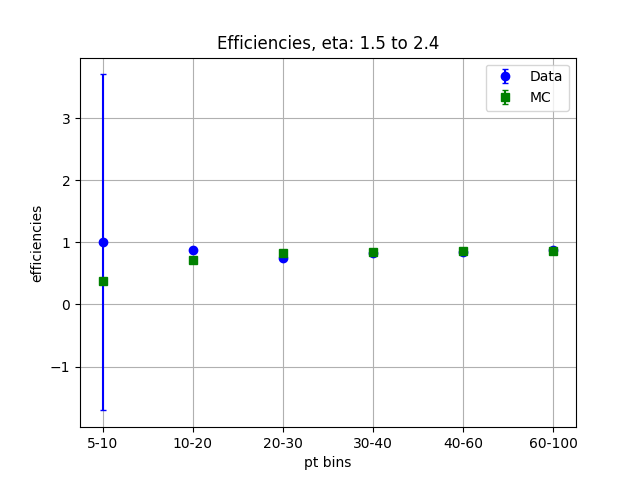 Efficiencies, eta: 1.5 to 2.4
Data
MC
efficiencies
3
2
1
0
−1
5-10 10-20 20-30 30-40 40-60 60-100
pt bins